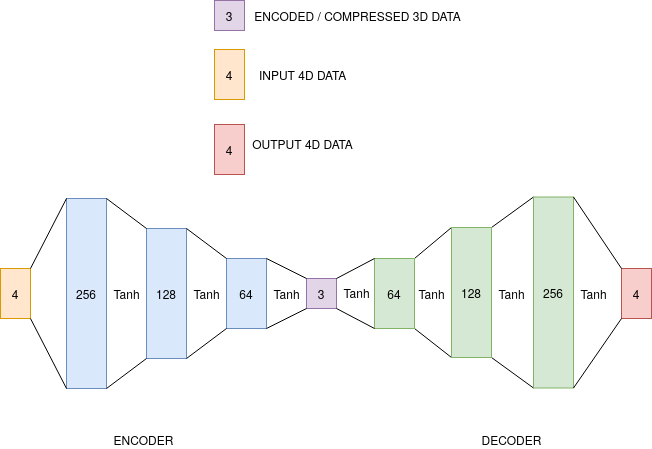 3 ENCODED / COMPRESSED 3D DATA
4 INPUT 4D DATA
4 OUTPUT 4D DATA
4 256 Tanh 128 Tanh 64 Tanh 3 Tanh 64 Tanh 128 Tanh 256 Tanh 4
ENCODER DECODER